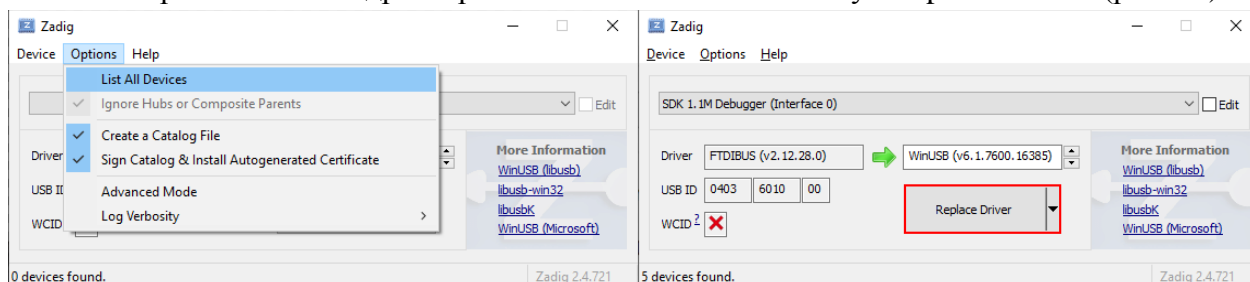 Zadig
Device Options Help
List All Devices
Ignore Hubs or Composite Parents
Create a Catalog File
Sign Catalog & Install Autogenerated Certificate
Advanced Mode
Log Verbosity
Edit
Driver
USB ID
WCID
More Information
WinUSB (libusb)
libusb-win32
libusbK
WinUSB (Microsoft)
0 devices found.
Zadig 2.4.721
Zadig
Device Options Help
SDK 1.1M Debugger (Interface 0)
Edit
Driver FTDIBUS (v2.12.28.0) WinUSB (v6.1.7600.16385)
USB ID 0403 6010 00
WCID ?
Replace Driver
More Information
WinUSB (libusb)
libusb-win32
libusbK
WinUSB (Microsoft)
5 devices found.
Zadig 2.4.721